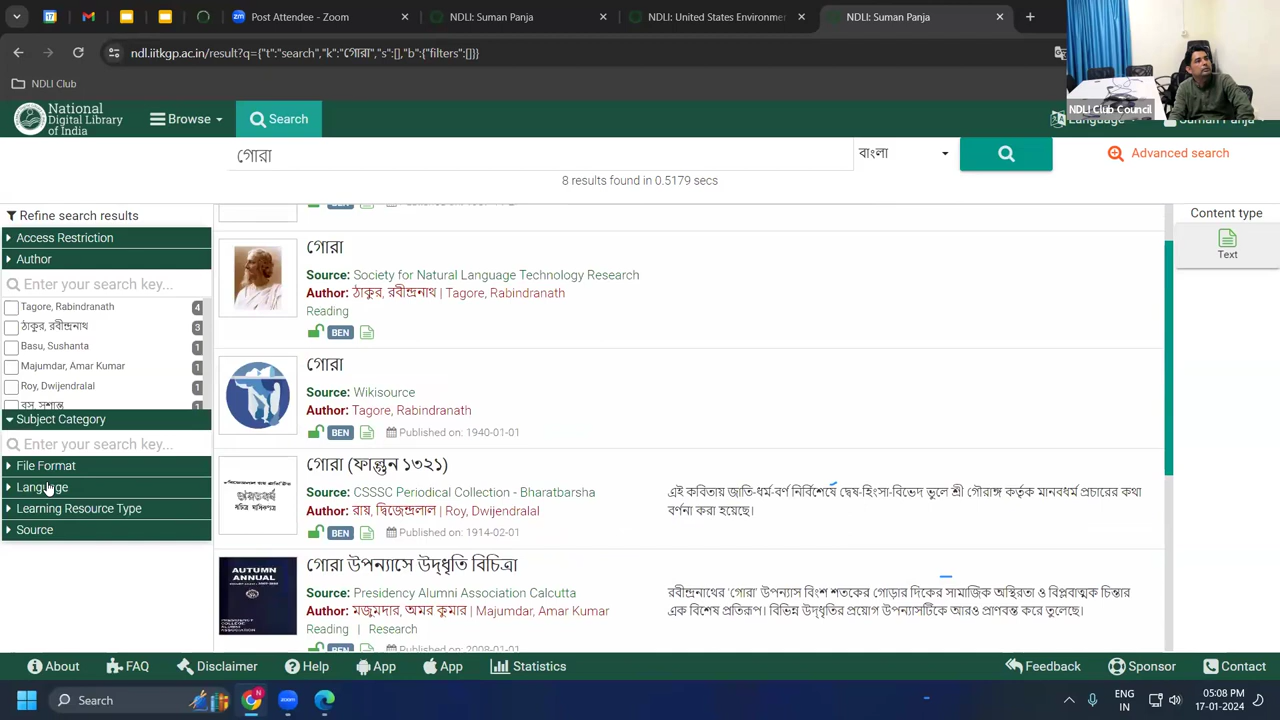 Post Attendee - Zoom
NDLI: Suman Panja
NDLI: United States Environme
NDLI: Suman Panja
ndl.iitkgp.ac.in/result?q={"t":"search","k":"গোরা","s":[],"b":{"filters":[]}}
NDLI Club
NDLI Club Council
National
Digital Library
of India
Browse
Search
Language
Suman Panja
গোরা
বাংলা
Advanced search
8 results found in 0.5179 secs
Refine search results
Access Restriction
Author
Enter your search key...
Tagore, Rabindranath 4
ঠাকুর, রবীন্দ্রনাথ 3
Basu, Sushanta 1
Majumdar, Amar Kumar 1
Roy, Dwijendralal 1
বসু, সুশান্ত 1
Subject Category
Enter your search key...
File Format
Language
Learning Resource Type
Source
গোরা
Source: Society for Natural Language Technology Research
Author: ঠাকুর, রবীন্দ্রনাথ | Tagore, Rabindranath
Reading
BEN
গোরা
Source: Wikisource
Author: Tagore, Rabindranath
BEN Published on: 1940-01-01
গোরা (ফাল্গুন ১৩২১)
Source: CSSSC Periodical Collection - Bharatbarsha
Author: রায়, দ্বিজেন্দ্রলাল | Roy, Dwijendralal
BEN Published on: 1914-02-01
এই কবিতায় জাতি-ধর্ম-বর্ণ নির্বিশেষে দ্বেষ-হিংসা-বিভেদ ভুলে শ্রী গৌরাঙ্গ কর্তৃক মানবধর্ম প্রচারের কথা
বর্ণনা করা হয়েছে।
AUTUMN
ANNUAL
গোরা উপন্যাসে উদ্ধৃতি বিচিত্রা
Source: Presidency Alumni Association Calcutta
Author: মজুমদার, অমর কুমার | Majumdar, Amar Kumar
Reading | Research
BEN Published on: 2008-01-01
রবীন্দ্রনাথের 'গোরা' উপন্যাস বিংশ শতকের গোড়ার দিকের সামাজিক অস্থিরতা ও বিপ্লবাত্মক চিন্তার
এক বিশেষ প্রতিরূপ। বিভিন্ন উদ্ধৃতির প্রয়োগ উপন্যাসটিকে আরও প্রাণবন্ত করে তুলেছে।
Content type
Text
About
FAQ
Disclaimer
Help
App
App
Statistics
Feedback
Sponsor
Contact
Search
ENG
IN
05:08 PM
17-01-2024